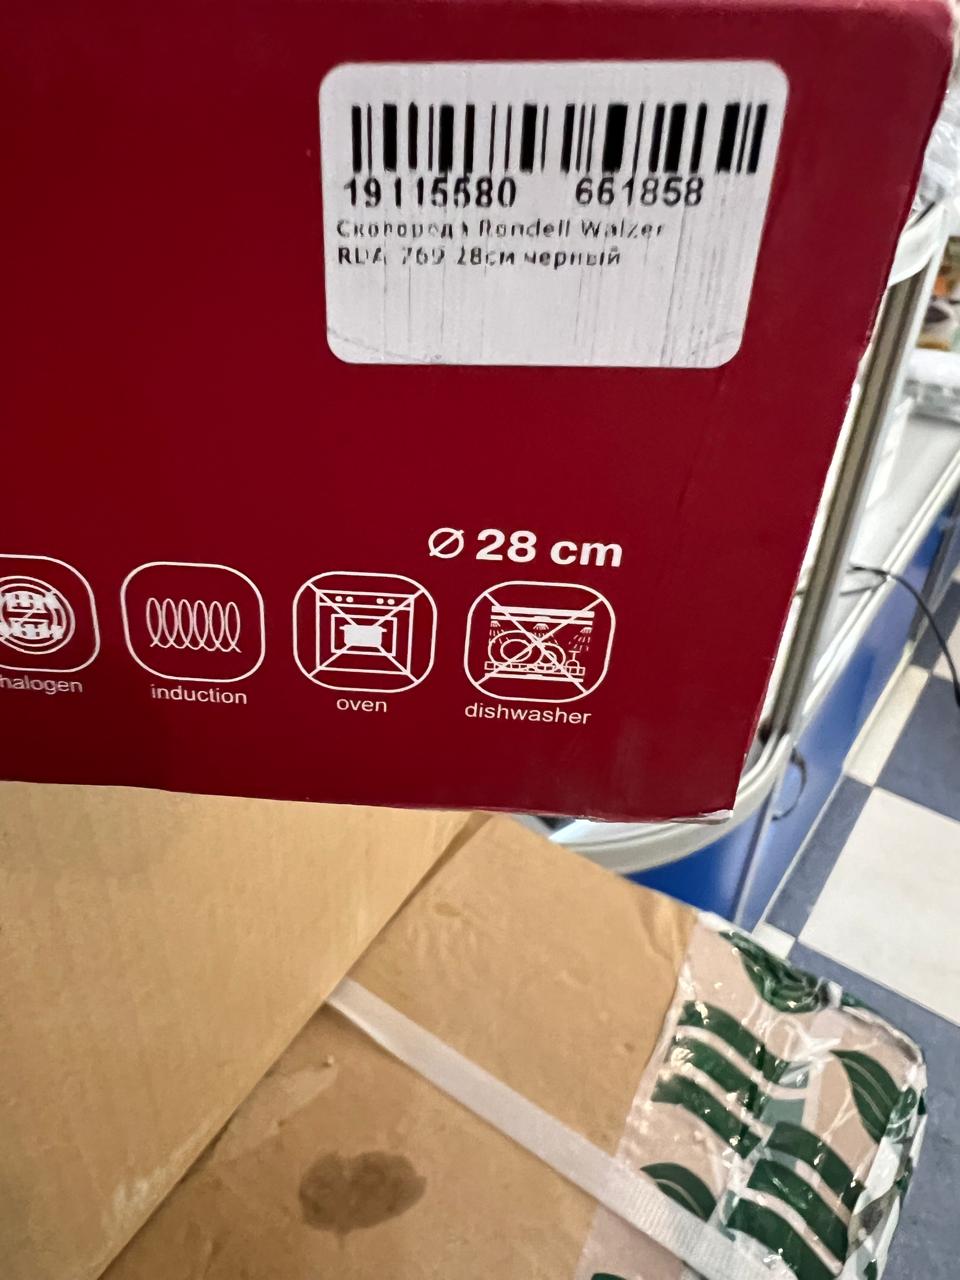 19115580 661858
Сковорода Rondell Walzer
RDA 769 28см черный
Ø 28 cm
halogen induction oven dishwasher